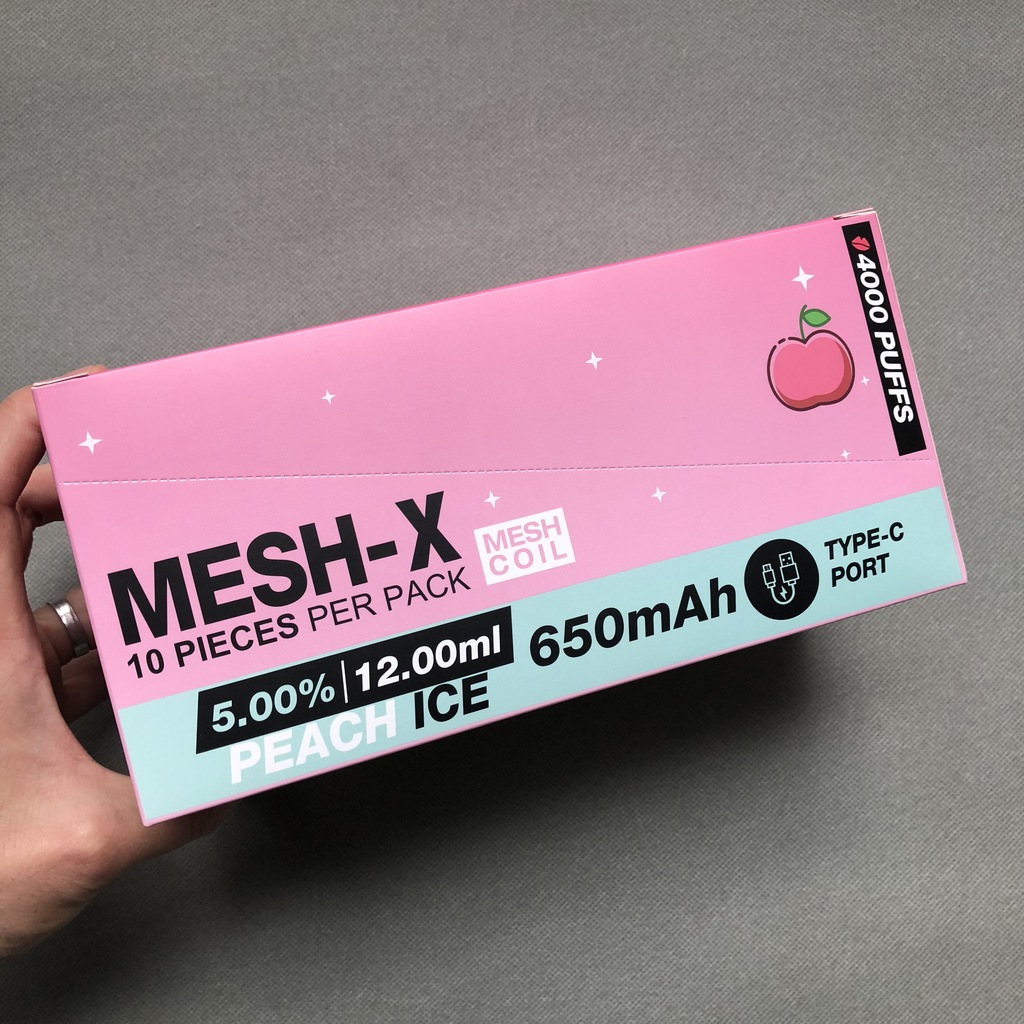 4000 PUFFS
MESH-X
MESH
COIL
10 PIECES PER PACK
5.00% | 12.00ml
650mAh
TYPE-C
PORT
PEACH ICE